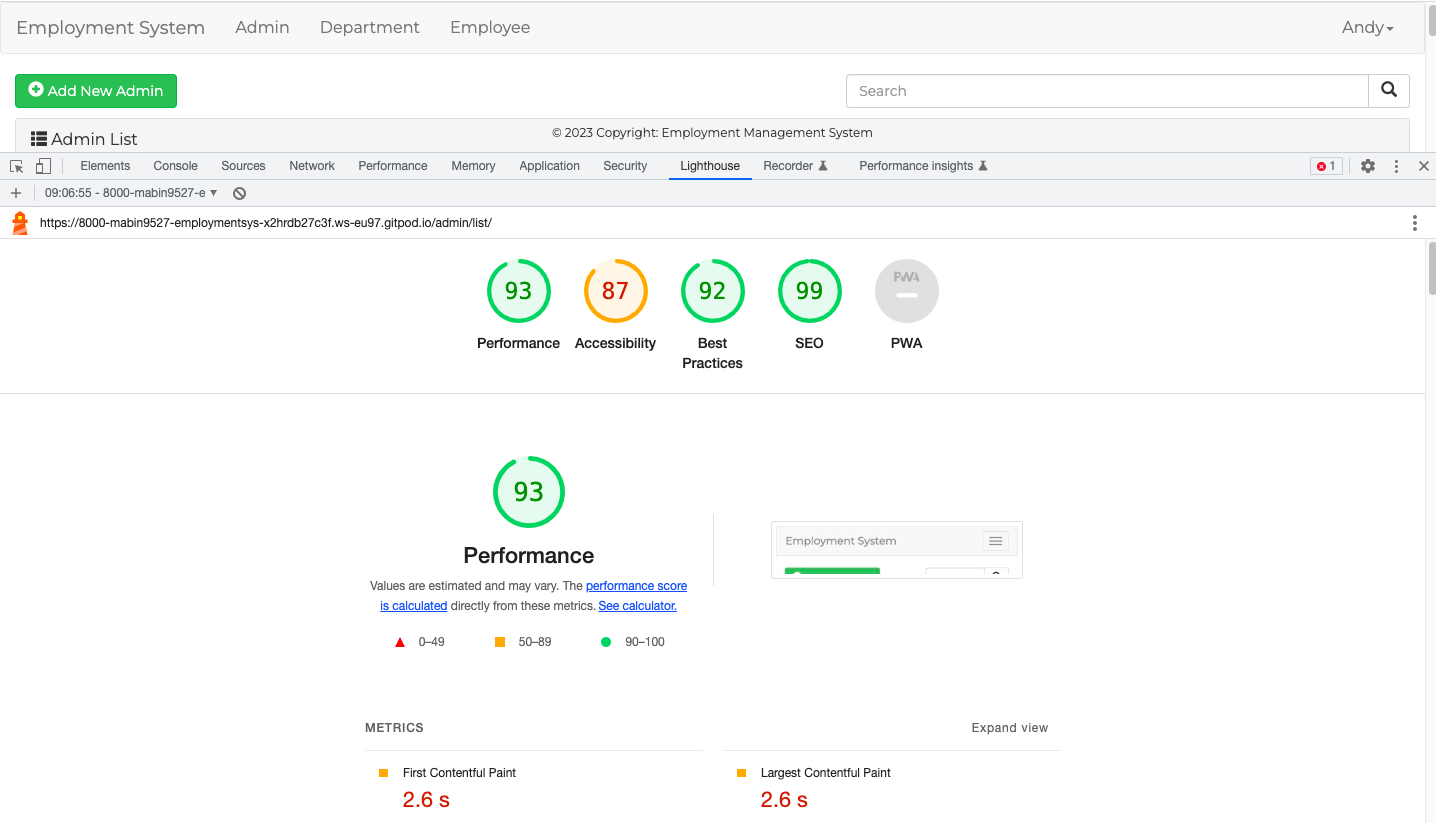 Employment System Admin Department Employee Andy
Add New Admin Search
Admin List
© 2023 Copyright: Employment Management System
Elements Console Sources Network Performance Memory Application Security Lighthouse Recorder Performance insights 1
09:06:55 - 8000-mabin9527-e
https://8000-mabin9527-employmentsys-x2hrdb27c3f.ws-eu97.gitpod.io/admin/list/
93 87 92 99 PWA
Performance Accessibility Best Practices SEO PWA
93
Performance
Values are estimated and may vary. The performance score
is calculated directly from these metrics. See calculator.
0–49 50–89 90–100
Employment System
METRICS Expand view
First Contentful Paint Largest Contentful Paint
2.6 s 2.6 s